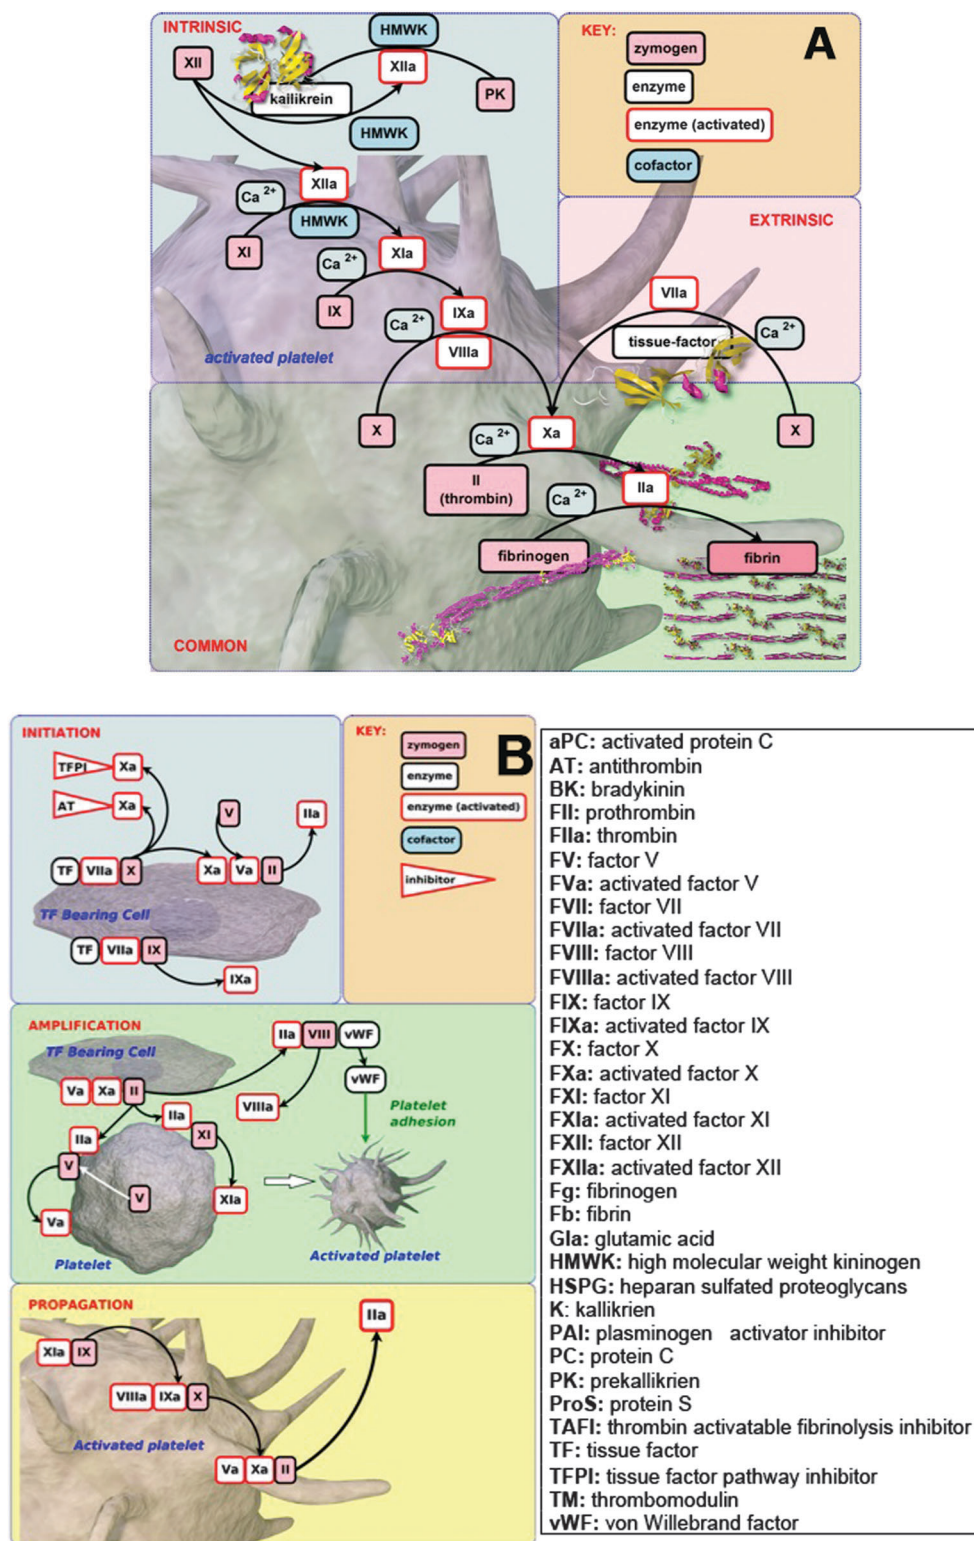 INTRINSIC
HMWK
XII
XIIa
kallikrein
PK
HMWK
KEY:
A
zymogen
enzyme
enzyme (activated)
cofactor
XIIa
Ca 2+
HMWK
XI
XIa
Ca 2+
IX
IXa
Ca 2+
VIIIa
activated platelet
EXTRINSIC
VIIa
tissue-factor
Ca 2+
X
Xa
X
Ca 2+
II
(thrombin)
IIa
Ca 2+
fibrinogen
fibrin
COMMON
INITIATION
TFPI
Xa
AT
Xa
V
IIa
TF
VIIa
X
Xa
Va
II
TF Bearing Cell
TF
VIIa
IX
IXa
KEY:
B
zymogen
enzyme
enzyme (activated)
cofactor
inhibitor
AMPLIFICATION
TF Bearing Cell
IIa
VIII
vWF
vWF
Va
Xa
II
VIIIa
IIa
Platelet
adhesion
IIa
XI
V
V
XIa
Va
Platelet
Activated platelet
PROPAGATION
IIa
XIa
IX
VIIIa
IXa
X
Activated platelet
Va
Xa
II
aPC: activated protein C
AT: antithrombin
BK: bradykinin
FII: prothrombin
FIIa: thrombin
FV: factor V
FVa: activated factor V
FVII: factor VII
FVIIa: activated factor VII
FVIII: factor VIII
FVIIIa: activated factor VIII
FIX: factor IX
FIXa: activated factor IX
FX: factor X
FXa: activated factor X
FXI: factor XI
FXIa: activated factor XI
FXII: factor XII
FXIIa: activated factor XII
Fg: fibrinogen
Fb: fibrin
Gla: glutamic acid
HMWK: high molecular weight kininogen
HSPG: heparan sulfated proteoglycans
K: kallikrien
PAI: plasminogen activator inhibitor
PC: protein C
PK: prekallikrien
ProS: protein S
TAFI: thrombin activatable fibrinolysis inhibitor
TF: tissue factor
TFPI: tissue factor pathway inhibitor
TM: thrombomodulin
vWF: von Willebrand factor